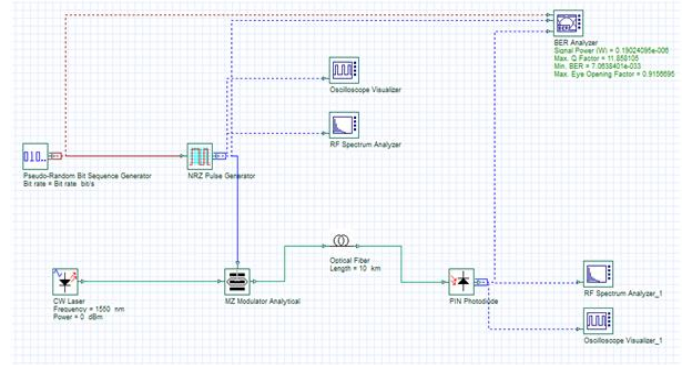 BER Analyzer
Signal Power (W) = 0.19024095e-006
Max. Q Factor = 11.858105
Min. BER = 7.0538401e-033
Max. Eye Opening Factor = 0.9155695
Oscilloscope Visualizer
RF Spectrum Analyzer
010..
Pseudo-Random Bit Sequence Generator
Bit rate = Bit rate bit/s
NRZ Pulse Generator
Optical Fiber
Length = 10 km
CW Laser
Frequency = 1550 nm
Power = 0 dBm
MZ Modulator Analytical
PIN Photodiode
RF Spectrum Analyzer_1
Oscilloscope Visualizer_1